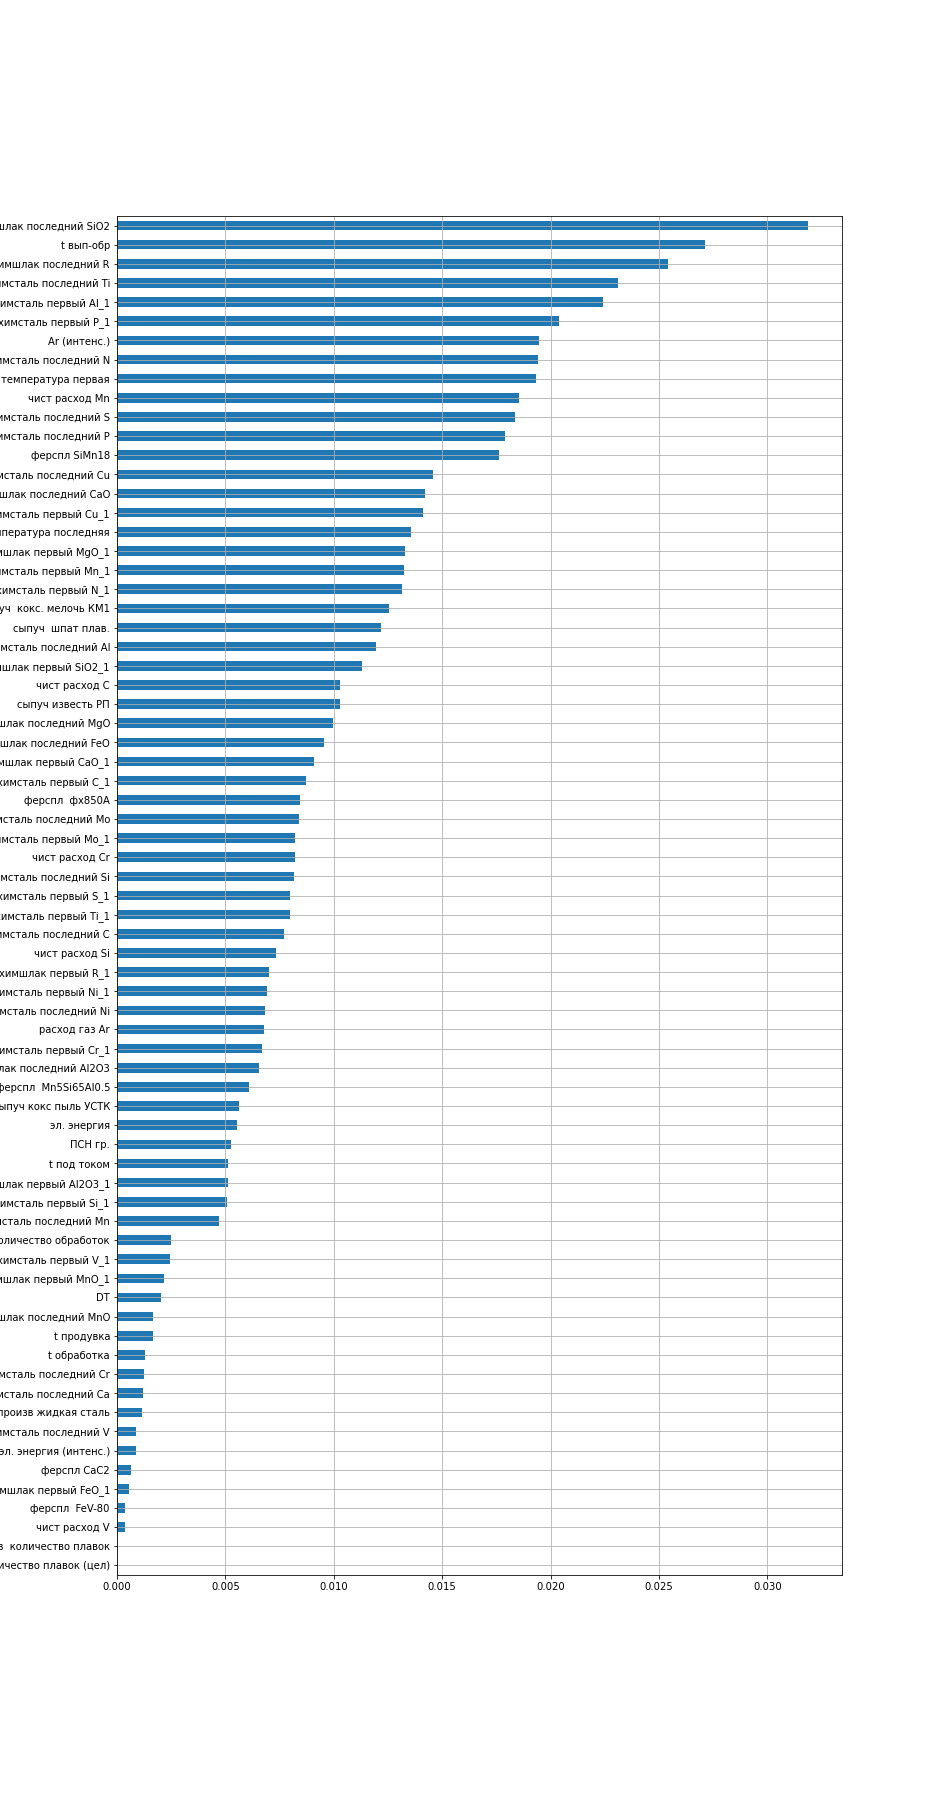 шлак последний SiO2
t вып-обр
имшлак последний R
мсталь последний Ti
имсталь первый Al_1
химсталь первый P_1
Ar (интенс.)
имсталь последний N
температура первая
чист расход Mn
имсталь последний S
имсталь последний P
ферспл SiMn18
мсталь последний Cu
шлак последний CaO
имсталь первый Cu_1
пература последняя
мшлак первый MgO_1
мсталь первый Mn_1
химсталь первый N_1
уч  кокс. мелочь КМ1
сыпуч  шпат плав.
мсталь последний Al
мшлак первый SiO2_1
чист расход C
сыпуч известь РП
шлак последний MgO
шлак последний FeO
мшлак первый CaO_1
химсталь первый C_1
ферспл  фх850А
мсталь последний Mo
мсталь первый Mo_1
чист расход Cr
мсталь последний Si
химсталь первый S_1
имсталь первый Ti_1
имсталь последний C
чист расход Si
химшлак первый R_1
имсталь первый Ni_1
мсталь последний Ni
расход газ Ar
имсталь первый Cr_1
лак последний Al2O3
ферспл  Mn5Si65Al0.5
ыпуч кокс пыль УСТК
эл. энергия
ПСН гр.
t под током
шлак первый Al2O3_1
имсталь первый Si_1
сталь последний Mn
оличество обработок
химсталь первый V_1
мшлак первый MnO_1
DT
шлак последний MnO
t продувка
t обработка
мсталь последний Cr
мсталь последний Ca
произв жидкая сталь
имсталь последний V
эл. энергия (интенс.)
ферспл CaC2
мшлак первый FeO_1
ферспл  FeV-80
чист расход V
в  количество плавок
ичество плавок (цел)
0.000 0.005 0.010 0.015 0.020 0.025 0.030